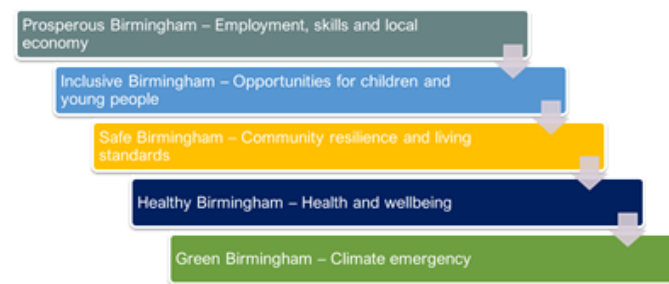 Prosperous Birmingham – Employment, skills and local
economy
Inclusive Birmingham – Opportunities for children and
young people
Safe Birmingham – Community resilience and living
standards
Healthy Birmingham – Health and wellbeing
Green Birmingham – Climate emergency